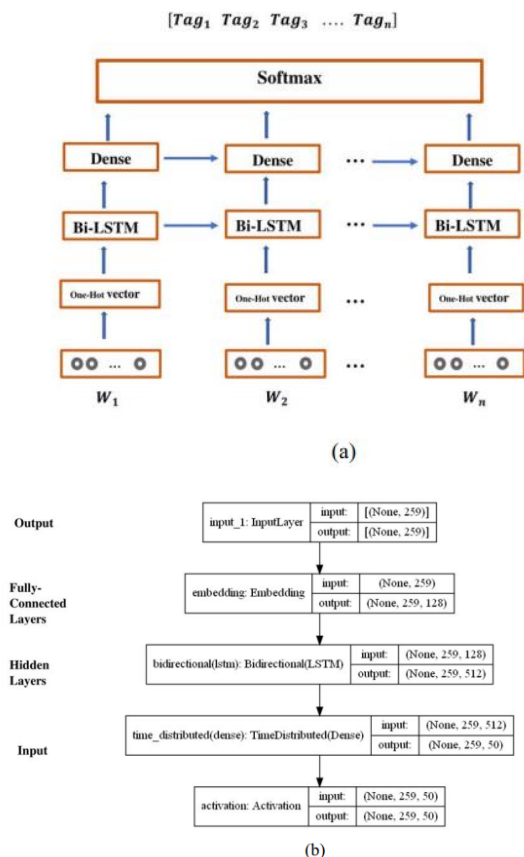 [Tag₁ Tag₂ Tag₃ .... Tagₙ]
Softmax
Dense Dense ... Dense
Bi-LSTM Bi-LSTM ... Bi-LSTM
One-Hot vector One-Hot vector ... One-Hot vector
... ... ... ...
W₁ W₂ Wₙ
(a)
Output
input_1: InputLayer input: [(None, 259)]
output: [(None, 259)]
Fully-
Connected
Layers
embedding: Embedding input: (None, 259)
output: (None, 259, 128)
Hidden
Layers
bidirectional(lstm): Bidirectional(LSTM) input: (None, 259, 128)
output: (None, 259, 512)
Input
time_distributed(dense): TimeDistributed(Dense) input: (None, 259, 512)
output: (None, 259, 50)
activation: Activation input: (None, 259, 50)
output: (None, 259, 50)
(b)